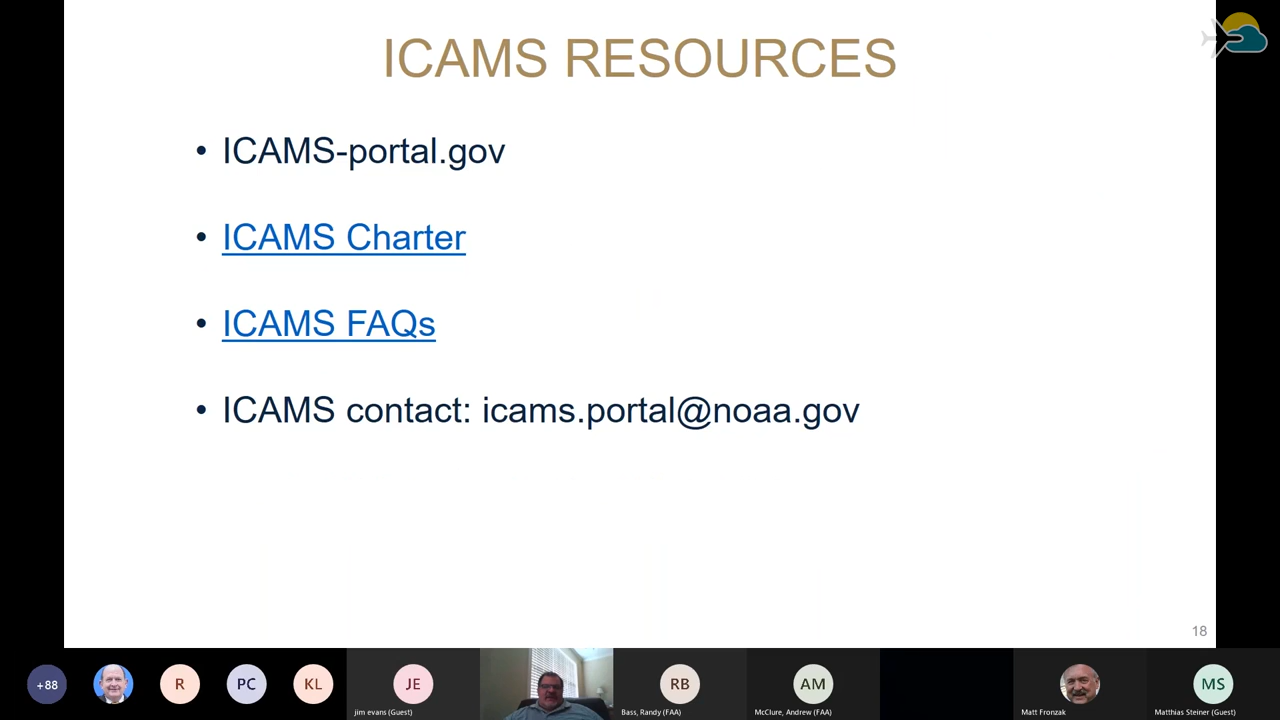 ICAMS RESOURCES
• ICAMS-portal.gov
• ICAMS Charter
• ICAMS FAQs
• ICAMS contact: icams.portal@noaa.gov
18
+88
R
PC
KL
JE
RB
AM
MS
jim evans (Guest)
Bass, Randy (FAA)
McClure, Andrew (FAA)
Matt Fronzak
Matthias Steiner (Guest)